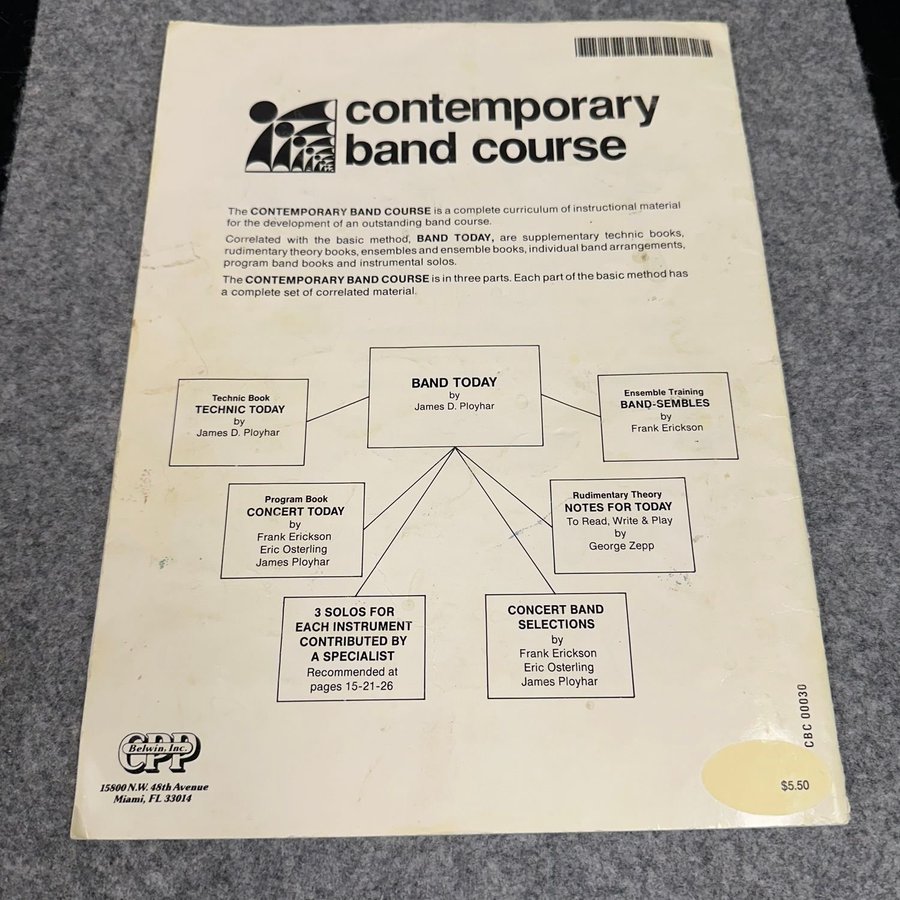 contemporary
band course
The CONTEMPORARY BAND COURSE is a complete curriculum of instructional material
for the development of an outstanding band course.
Correlated with the basic method, BAND TODAY, are supplementary technic books,
rudimentary theory books, ensembles and ensemble books, individual band arrangements,
program band books and instrumental solos.
The CONTEMPORARY BAND COURSE is in three parts. Each part of the basic method has
a complete set of correlated material.
BAND TODAY
by
James D. Ployhar
Technic Book
TECHNIC TODAY
by
James D. Ployhar
Ensemble Training
BAND-SEMBLES
by
Frank Erickson
Program Book
CONCERT TODAY
by
Frank Erickson
Eric Osterling
James Ployhar
Rudimentary Theory
NOTES FOR TODAY
To Read, Write & Play
by
George Zepp
3 SOLOS FOR
EACH INSTRUMENT
CONTRIBUTED BY
A SPECIALIST
Recommended at
pages 15-21-26
CONCERT BAND
SELECTIONS
by
Frank Erickson
Eric Osterling
James Ployhar
CPP
Belwin, Inc.
15800 N.W. 48th Avenue
Miami, FL 33014
CBC 00030
$5.50